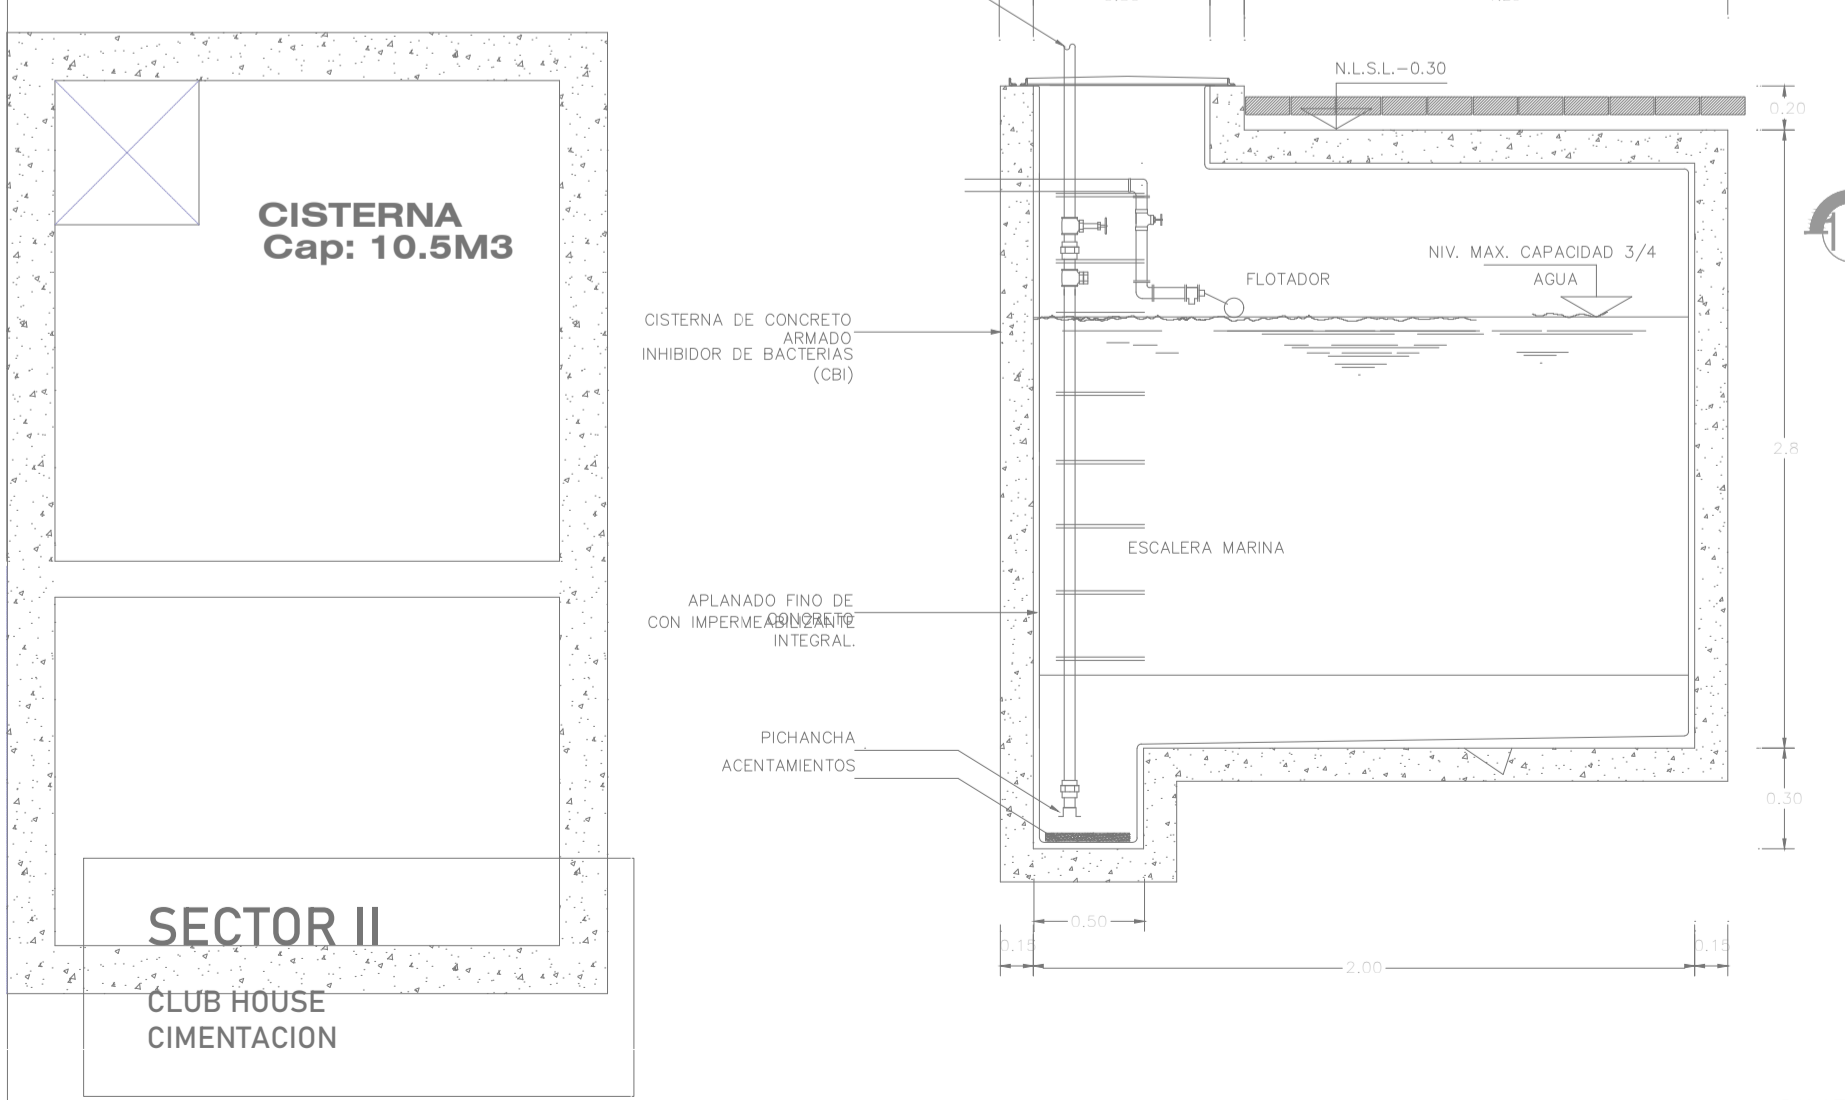 CISTERNA
Cap: 10.5M3
SECTOR II
CLUB HOUSE
CIMENTACION
N.L.S.L.-0.30
0.20
NIV. MAX. CAPACIDAD 3/4
AGUA
FLOTADOR
CISTERNA DE CONCRETO
ARMADO
INHIBIDOR DE BACTERIAS
(CBI)
2.8
ESCALERA MARINA
APLANADO FINO DE
CONCRETO
CON IMPERMEABILIZANTE
INTEGRAL.
PICHANCHA
ACENTAMIENTOS
0.30
0.50
0.15
2.00
0.15